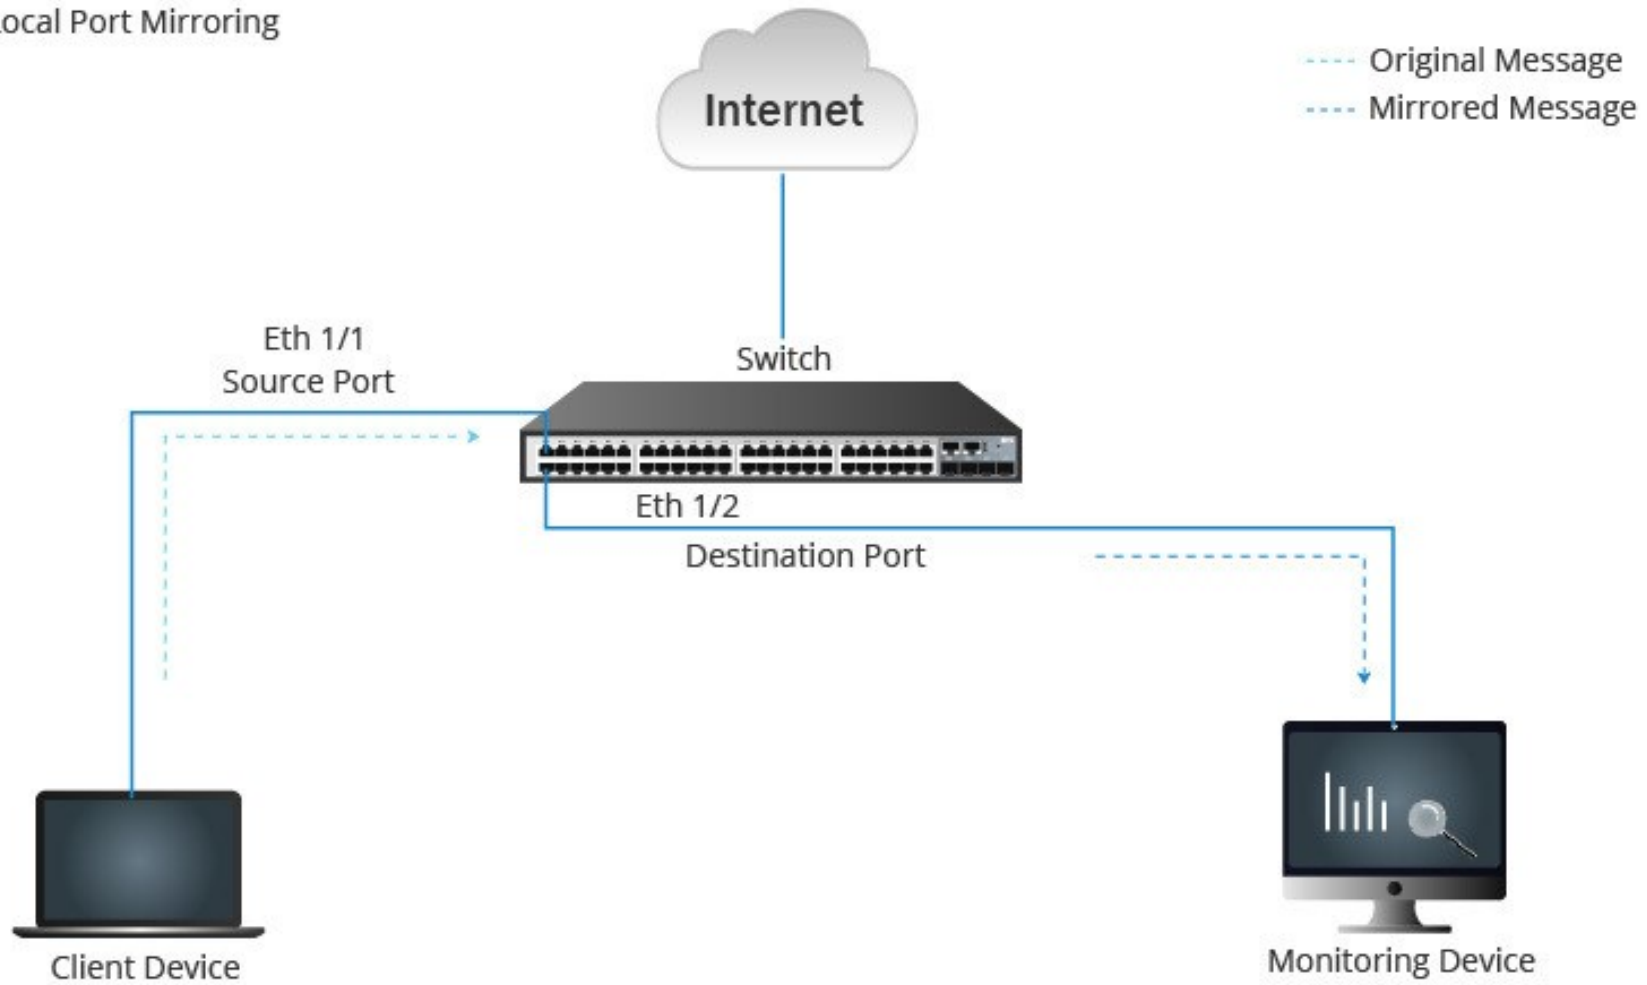 ocal Port Mirroring
Original Message
Mirrored Message
Internet
Eth 1/1
Source Port
Switch
Eth 1/2
Destination Port
Client Device
Monitoring Device